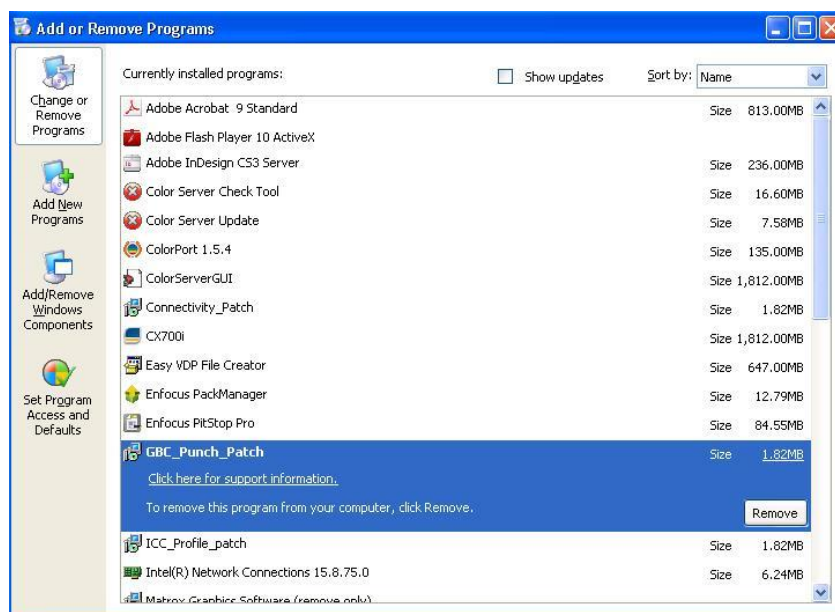 Add or Remove Programs
Change or
Remove
Programs
Add New
Programs
Add/Remove
Windows
Components
Set Program
Access and
Defaults
Currently installed programs:
Show updates
Sort by: Name
Adobe Acrobat 9 Standard Size 813.00MB
Adobe Flash Player 10 ActiveX
Adobe InDesign CS3 Server Size 236.00MB
Color Server Check Tool Size 16.60MB
Color Server Update Size 7.58MB
ColorPort 1.5.4 Size 135.00MB
ColorServerGUI Size 1,812.00MB
Connectivity_Patch Size 1.82MB
CX700i Size 1,812.00MB
Easy VDP File Creator Size 647.00MB
Enfocus PackManager Size 12.79MB
Enfocus PitStop Pro Size 84.55MB
GBC_Punch_Patch Size 1.82MB
Click here for support information.
To remove this program from your computer, click Remove.
Remove
ICC_Profile_patch Size 1.82MB
Intel(R) Network Connections 15.8.75.0 Size 6.24MB
Matrox Graphics Software (remove only)